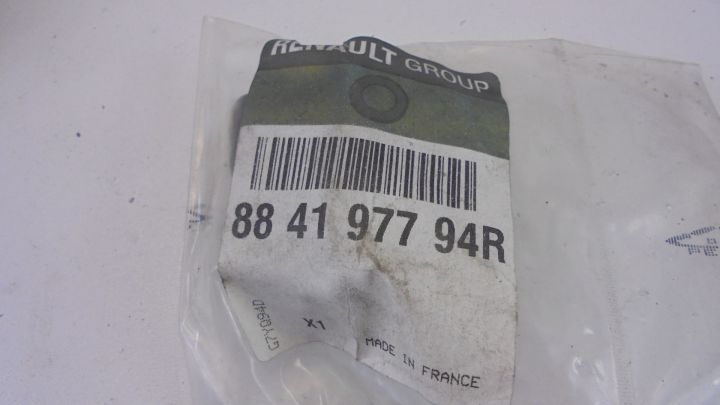 RENAULT GROUP
88 41 977 94R
X1
MADE IN FRANCE